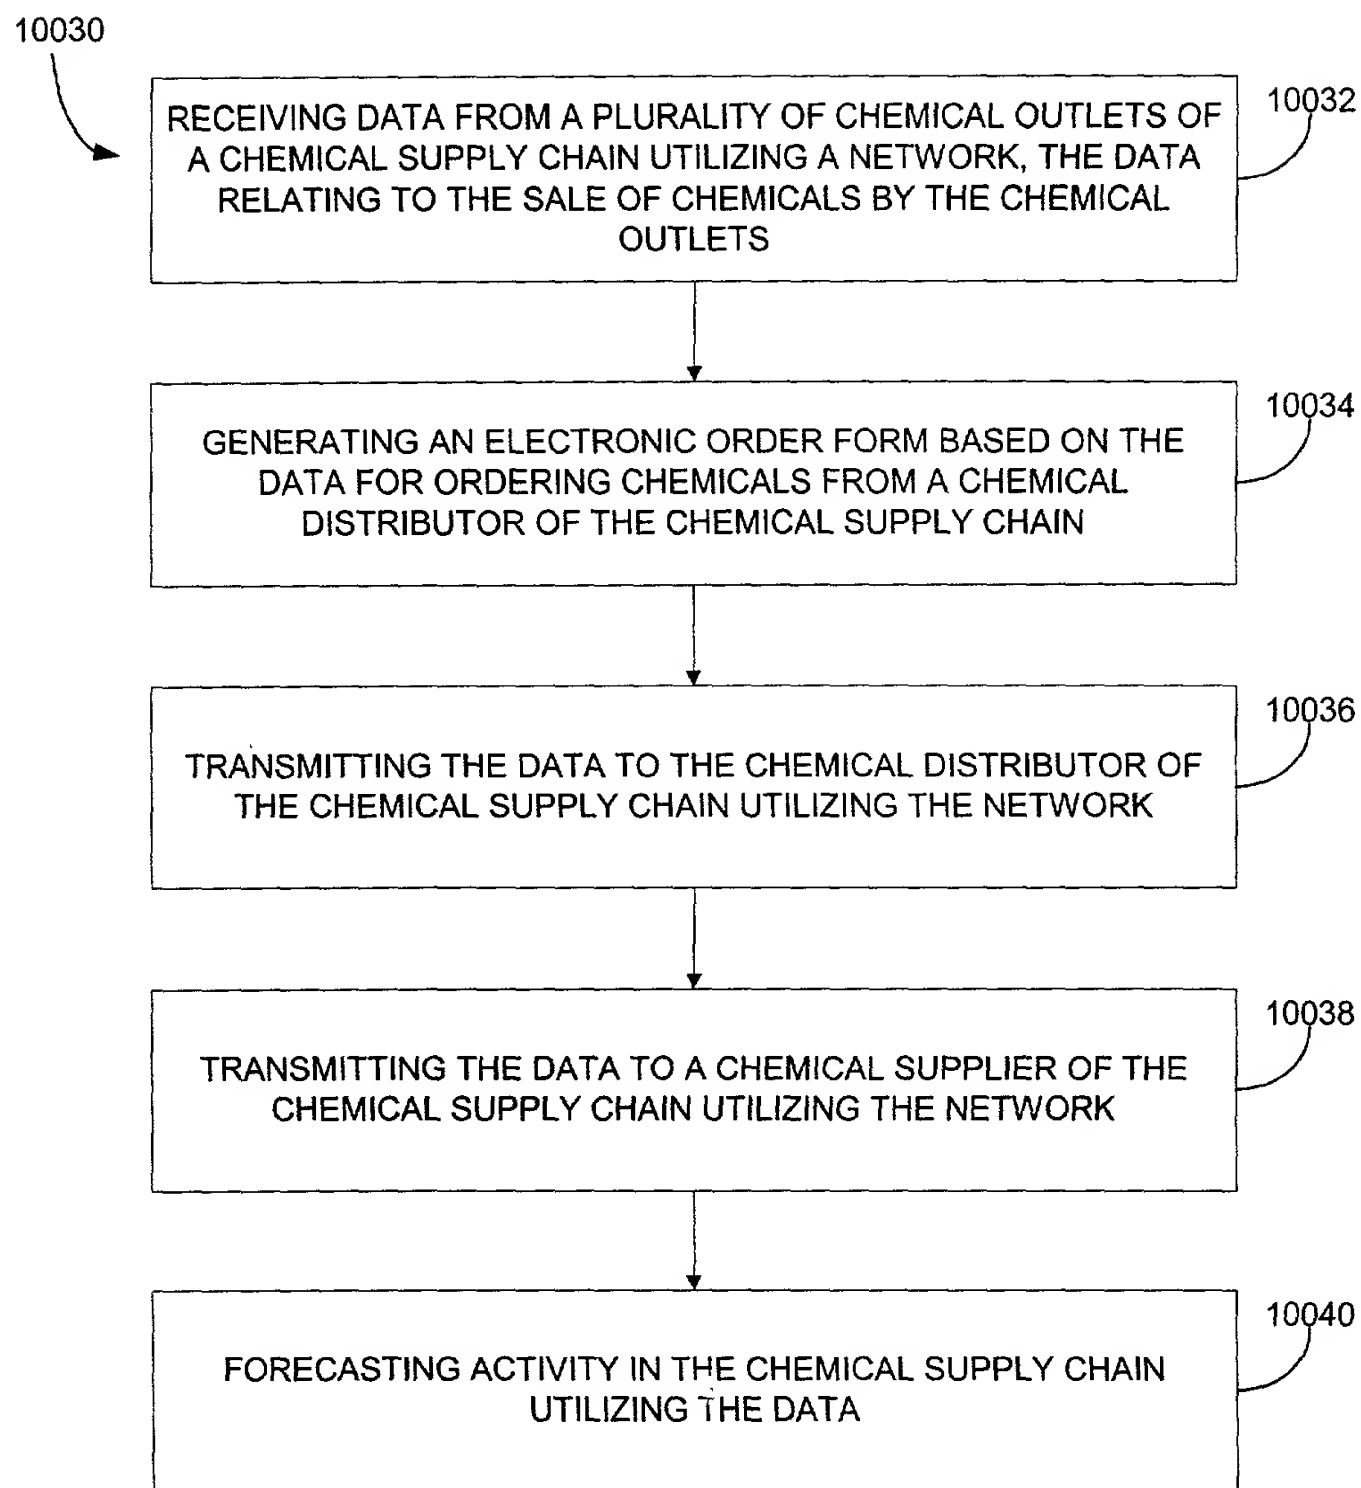 10030
RECEIVING DATA FROM A PLURALITY OF CHEMICAL OUTLETS OF
A CHEMICAL SUPPLY CHAIN UTILIZING A NETWORK, THE DATA
RELATING TO THE SALE OF CHEMICALS BY THE CHEMICAL
OUTLETS
10032
GENERATING AN ELECTRONIC ORDER FORM BASED ON THE
DATA FOR ORDERING CHEMICALS FROM A CHEMICAL
DISTRIBUTOR OF THE CHEMICAL SUPPLY CHAIN
10034
TRANSMITTING THE DATA TO THE CHEMICAL DISTRIBUTOR OF
THE CHEMICAL SUPPLY CHAIN UTILIZING THE NETWORK
10036
TRANSMITTING THE DATA TO A CHEMICAL SUPPLIER OF THE
CHEMICAL SUPPLY CHAIN UTILIZING THE NETWORK
10038
FORECASTING ACTIVITY IN THE CHEMICAL SUPPLY CHAIN
UTILIZING THE DATA
10040